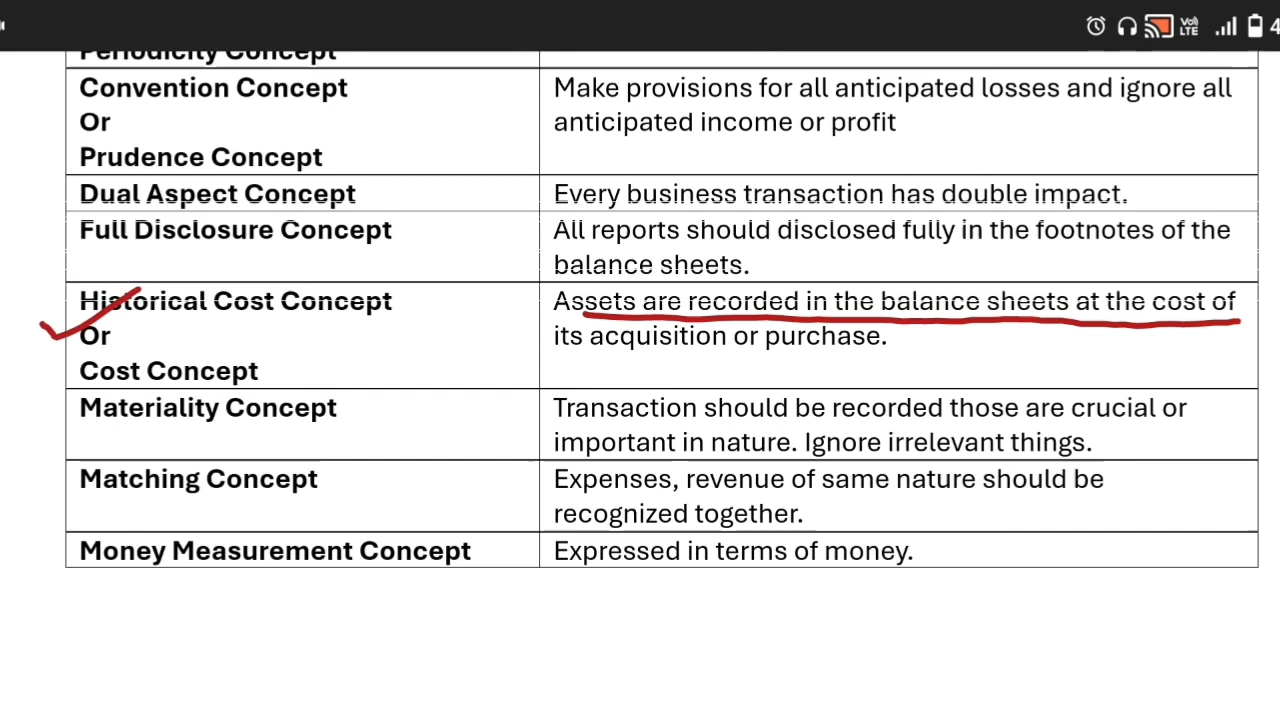 Vo)
LTE
4
Periodicity Concept
Convention Concept
Or
Prudence Concept
Make provisions for all anticipated losses and ignore all
anticipated income or profit
Dual Aspect Concept
Every business transaction has double impact.
Full Disclosure Concept
All reports should disclosed fully in the footnotes of the
balance sheets.
Historical Cost Concept
Or
Cost Concept
Assets are recorded in the balance sheets at the cost of
its acquisition or purchase.
Materiality Concept
Transaction should be recorded those are crucial or
important in nature. Ignore irrelevant things.
Matching Concept
Expenses, revenue of same nature should be
recognized together.
Money Measurement Concept
Expressed in terms of money.